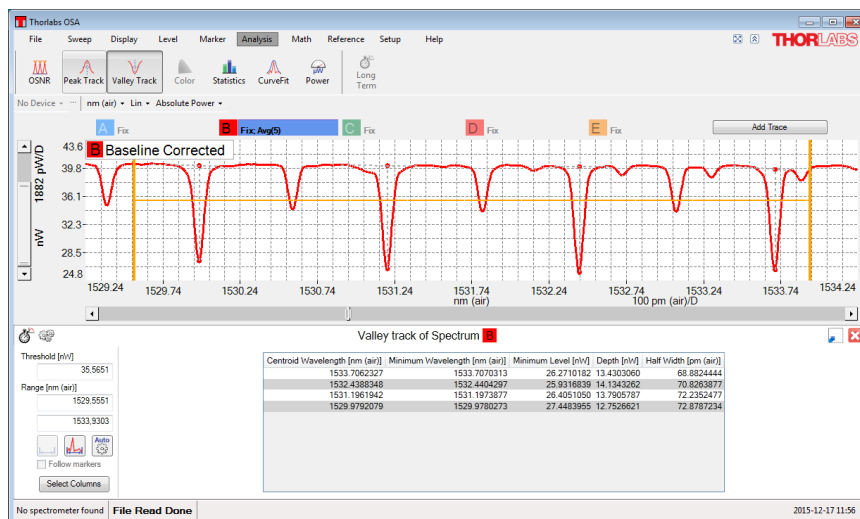 Thorlabs OSA
File Sweep Display Level Marker Analysis Math Reference Setup Help
THORLABS
OSNR Peak Track Valley Track Color Statistics CurveFit Power Long Term
No Device nm (air) Lin Absolute Power
A Fix B Fix; Avg(5) C Fix D Fix E Fix Add Trace
B Baseline Corrected
43.6
39.8
36.1
32.3
28.5
24.8
1882 pW/D
nW
1529.24 1529.74 1530.24 1530.74 1531.24 1531.74 1532.24 1532.74 1533.24 1533.74 1534.24
nm (air) 100 pm (air)/D
Valley track of Spectrum B
Threshold [nW]
35.5651
Range [nm (air)]
1529.5551
1533.9303
Auto
Follow markers
Select Columns
Centroid Wavelength [nm (air)] Minimum Wavelength [nm (air)] Minimum Level [nW] Depth [nW] Half Width [pm (air)]
1533.7062327 1533.7070313 26.2710182 13.4303060 68.8824444
1532.4388348 1532.4404297 25.9316839 14.1343262 70.8263877
1531.1961942 1531.1973877 26.4051050 13.7905787 72.2352477
1529.9792079 1529.9780273 27.4483955 12.7526621 72.8787234
No spectrometer found File Read Done 2015-12-17 11:56